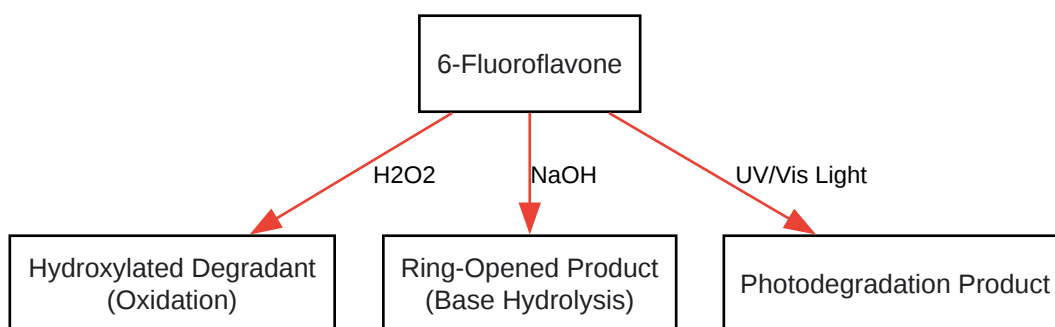 6-Fluoroflavone
H2O2
NaOH
UV/Vis Light
Hydroxylated Degradant
(Oxidation)
Ring-Opened Product
(Base Hydrolysis)
Photodegradation Product